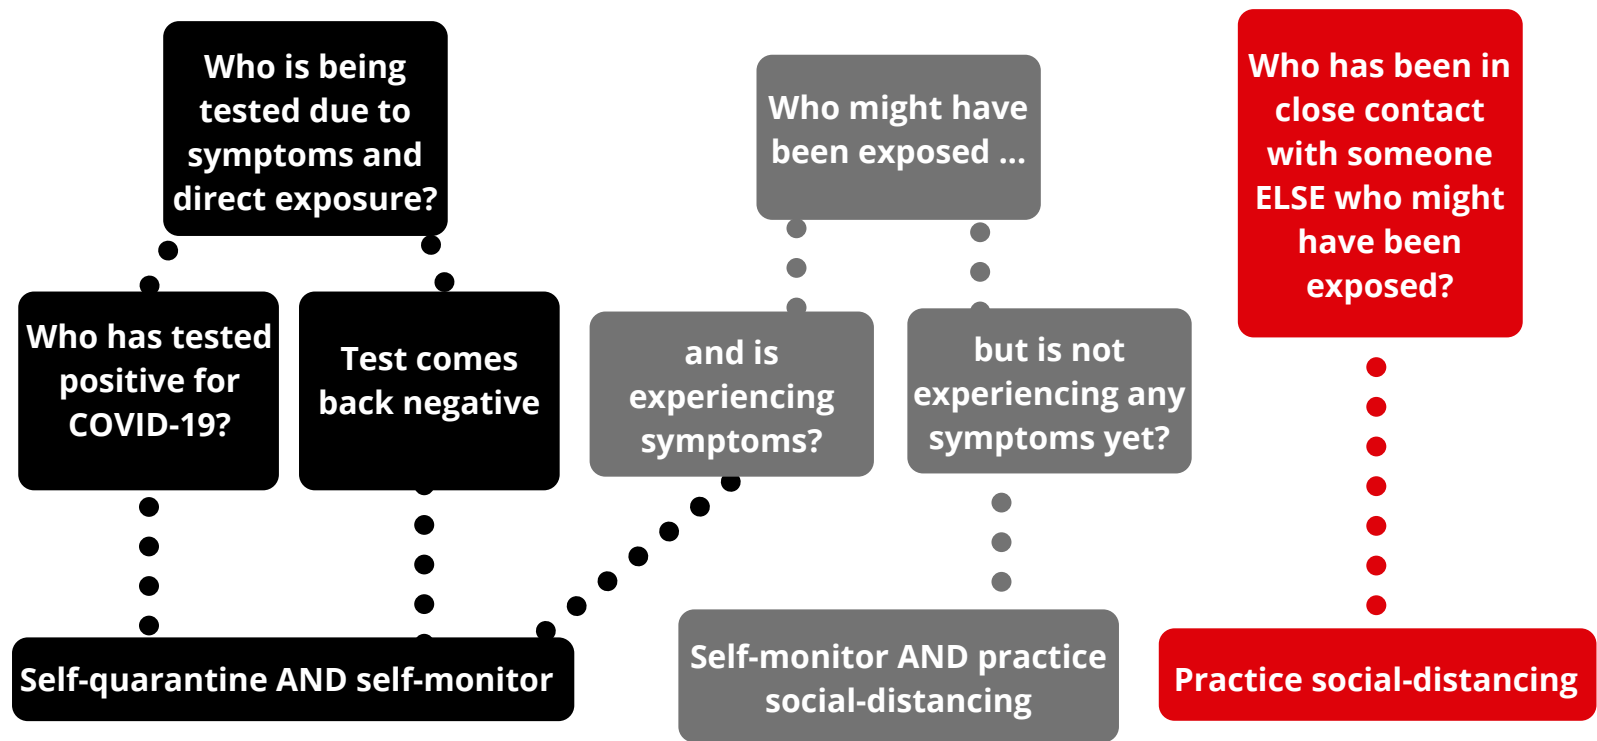 Who is being
tested due to
symptoms and
direct exposure?
Who might have
been exposed ...
Who has been in
close contact
with someone
ELSE who might
have been
exposed?
Who has tested
positive for
COVID-19?
Test comes
back negative
and is
experiencing
symptoms?
but is not
experiencing any
symptoms yet?
Self-quarantine AND self-monitor
Self-monitor AND practice
social-distancing
Practice social-distancing